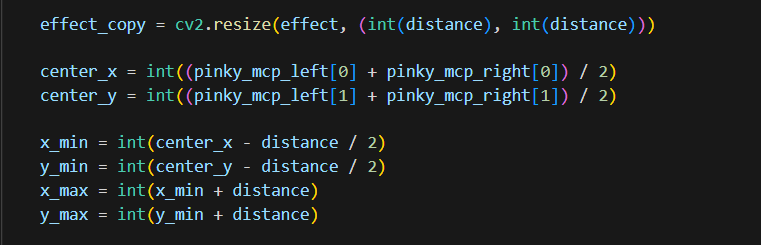 effect_copy = cv2.resize(effect, (int(distance), int(distance)))
center_x = int((pinky_mcp_left[0] + pinky_mcp_right[0]) / 2)
center_y = int((pinky_mcp_left[1] + pinky_mcp_right[1]) / 2)
x_min = int(center_x - distance / 2)
y_min = int(center_y - distance / 2)
x_max = int(x_min + distance)
y_max = int(y_min + distance)